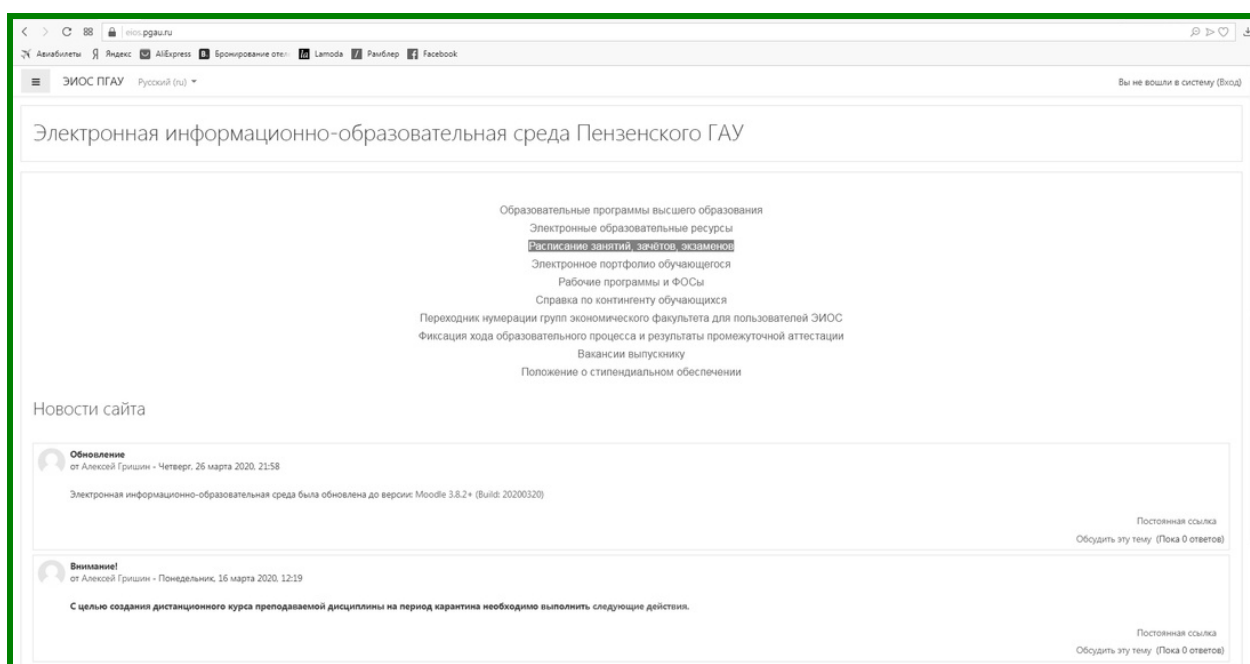 eios.pgau.ru
Авиабилеты Яндекс AliExpress Бронирование отел Lamoda Рамблер Facebook
ЭИОС ПГАУ Русский (ru) Вы не вошли в систему (Вход)
Электронная информационно-образовательная среда Пензенского ГАУ
Образовательные программы высшего образования
Электронные образовательные ресурсы
Расписание занятий, зачётов, экзаменов
Электронное портфолио обучающегося
Рабочие программы и ФОСы
Справка по контингенту обучающихся
Переходник нумерации групп экономического факультета для пользователей ЭИОС
Фиксация хода образовательного процесса и результаты промежуточной аттестации
Вакансии выпускнику
Положение о стипендиальном обеспечении
Новости сайта
Обновление
от Алексей Гришин - Четверг, 26 марта 2020, 21:58
Электронная информационно-образовательная среда была обновлена до версии: Moodle 3.8.2+ (Build: 20200320)
Постоянная ссылка
Обсудить эту тему (Пока 0 ответов)
Внимание!
от Алексей Гришин - Понедельник, 16 марта 2020, 12:19
С целью создания дистанционного курса преподаваемой дисциплины на период карантина необходимо выполнить следующие действия.
Постоянная ссылка
Обсудить эту тему (Пока 0 ответов)